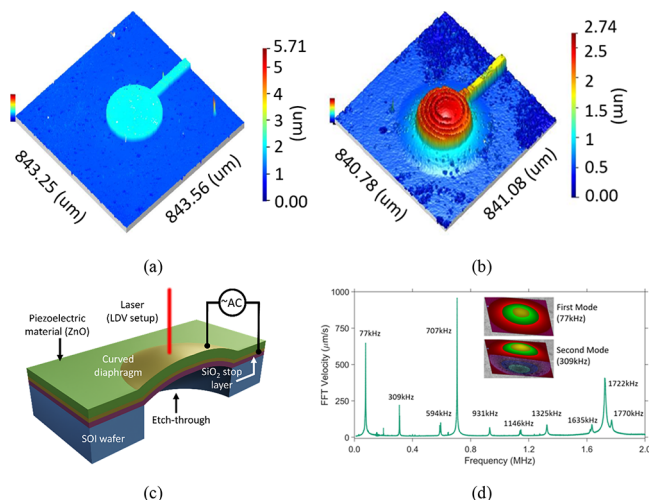 (a)
5.71
5
4
3
2
1
0.00
(um)
843.25 (um)
843.56 (um)
(b)
2.74
2.5
2
1.5
1
0.5
0.00
(um)
840.78 (um)
841.08 (um)
(a)
(b)
Piezoelectric
material (ZnO)
Laser
(LDV setup)
~AC
Curved
diaphragm
SiO2 stop
layer
SOI wafer
Etch-through
(c)
1000
750
500
250
0
FFT Velocity (µm/s)
77kHz
309kHz
594kHz
707kHz
931kHz
1146kHz
1325kHz
1635kHz
1722kHz
1770kHz
First Mode
(77kHz)
Second Mode
(309kHz)
0.0
0.4
0.8
1.2
1.6
2.0
Frequency (MHz)
(d)